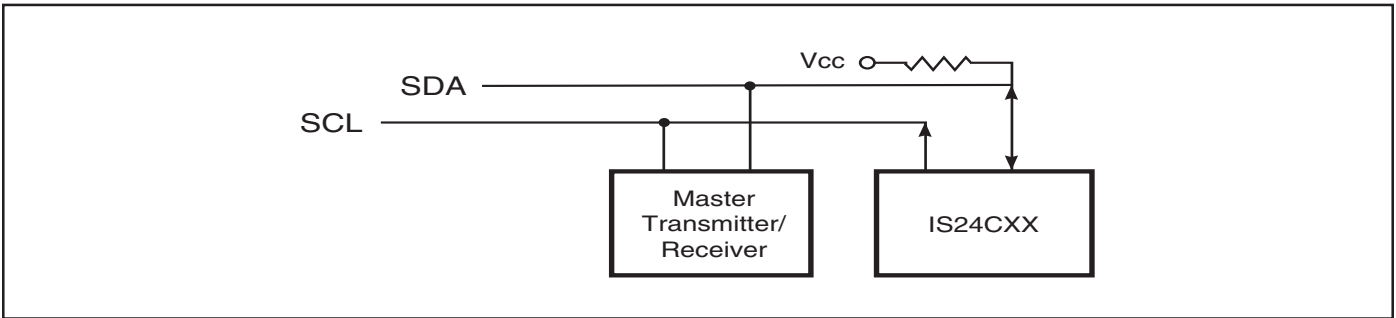 Vcc
SDA
SCL
Master
Transmitter/
Receiver
IS24CXX